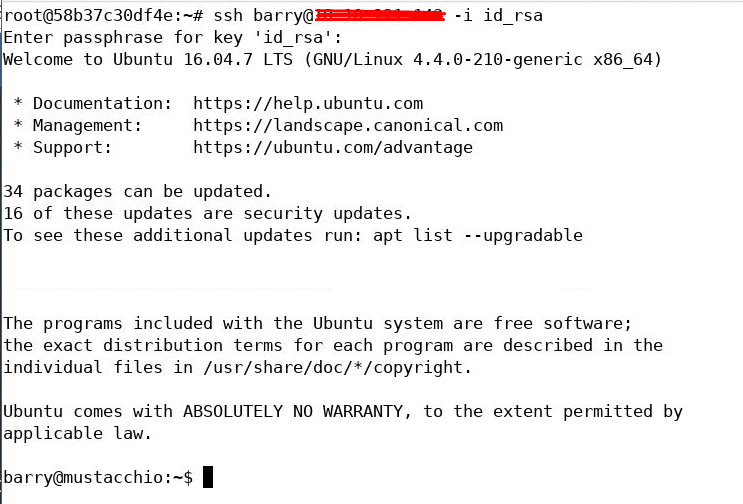 root@58b37c30df4e:~# ssh barry@ -i id_rsa
Enter passphrase for key 'id_rsa':
Welcome to Ubuntu 16.04.7 LTS (GNU/Linux 4.4.0-210-generic x86_64)
* Documentation:  https://help.ubuntu.com
* Management:     https://landscape.canonical.com
* Support:        https://ubuntu.com/advantage
34 packages can be updated.
16 of these updates are security updates.
To see these additional updates run: apt list --upgradable
The programs included with the Ubuntu system are free software;
the exact distribution terms for each program are described in the
individual files in /usr/share/doc/*/copyright.
Ubuntu comes with ABSOLUTELY NO WARRANTY, to the extent permitted by
applicable law.
barry@mustacchio:~$